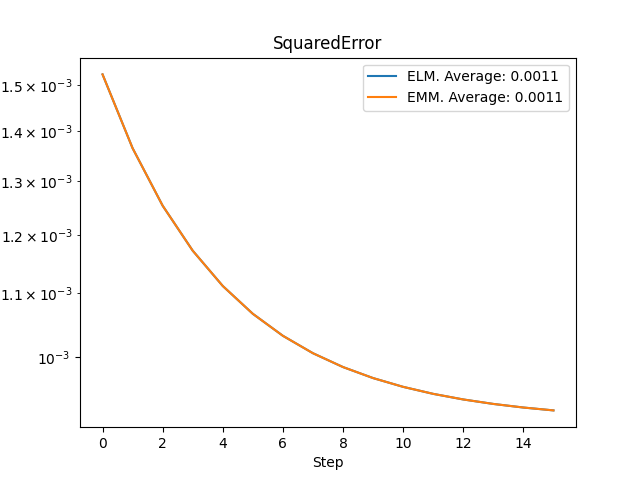 SquaredError
ELM. Average: 0.0011
EMM. Average: 0.0011
1.5 × 10⁻³
1.4 × 10⁻³
1.3 × 10⁻³
1.2 × 10⁻³
1.1 × 10⁻³
10⁻³
0 2 4 6 8 10 12 14
Step